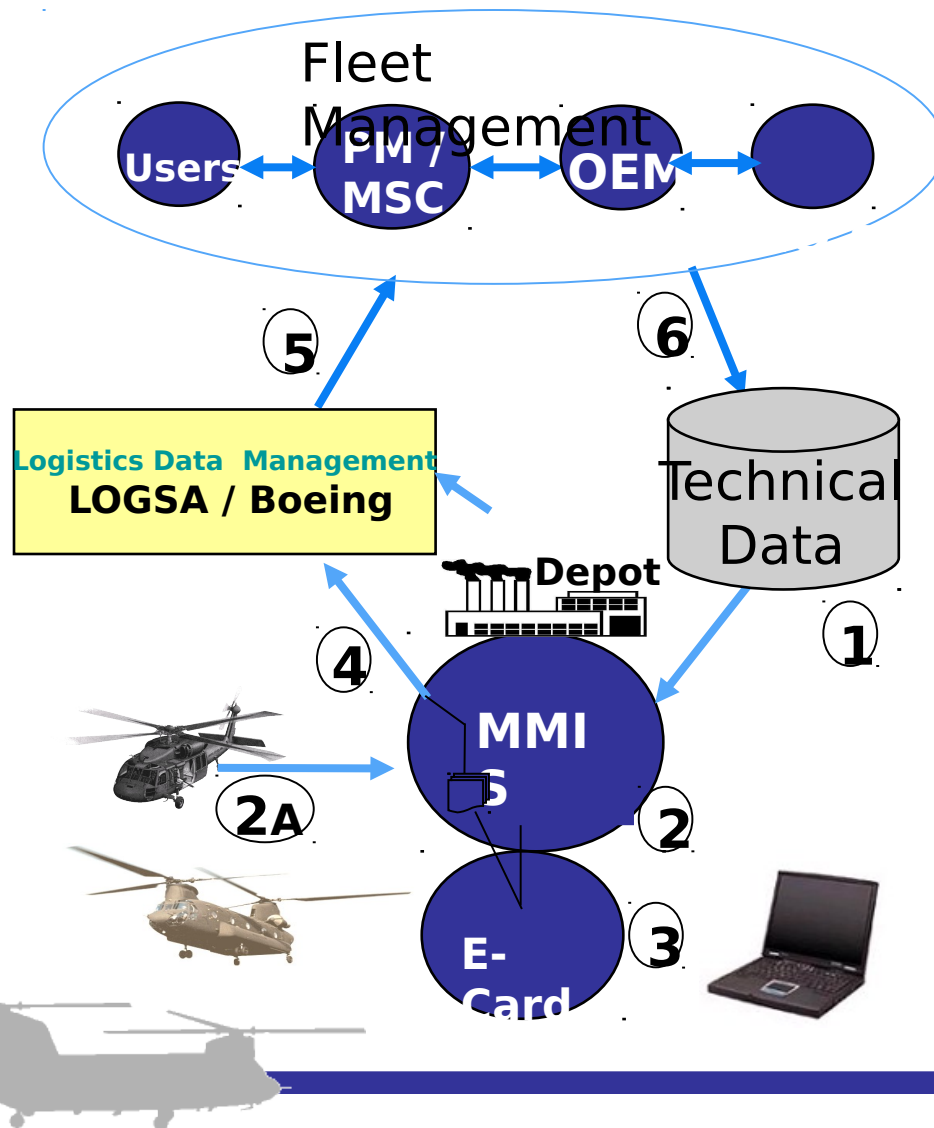 Fleet
Management
Users
PM /
MSC
OEM
5
6
Logistics Data Management
LOGSA / Boeing
Technical
Data
Depot
1
4
MMI
S
2A
2
3
E-
Card